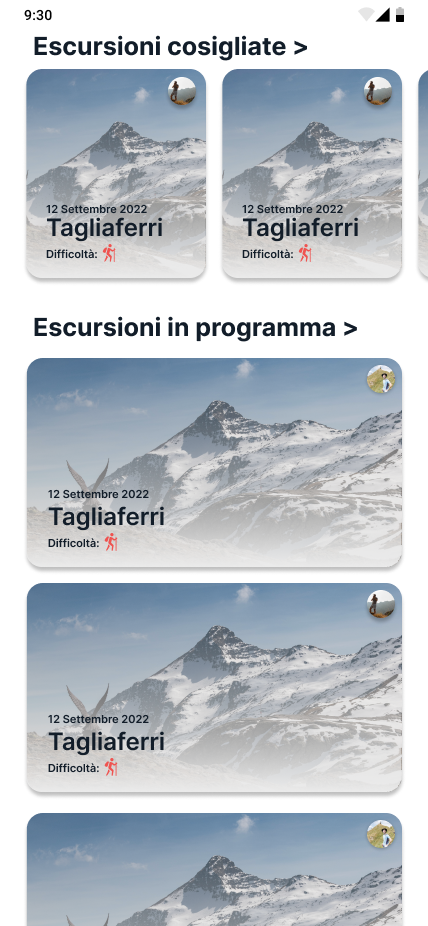 9:30
Escursioni cosigliate >
12 Settembre 2022
Tagliaferri
Difficoltà:
12 Settembre 2022
Tagliaferri
Difficoltà:
Escursioni in programma >
12 Settembre 2022
Tagliaferri
Difficoltà:
12 Settembre 2022
Tagliaferri
Difficoltà: